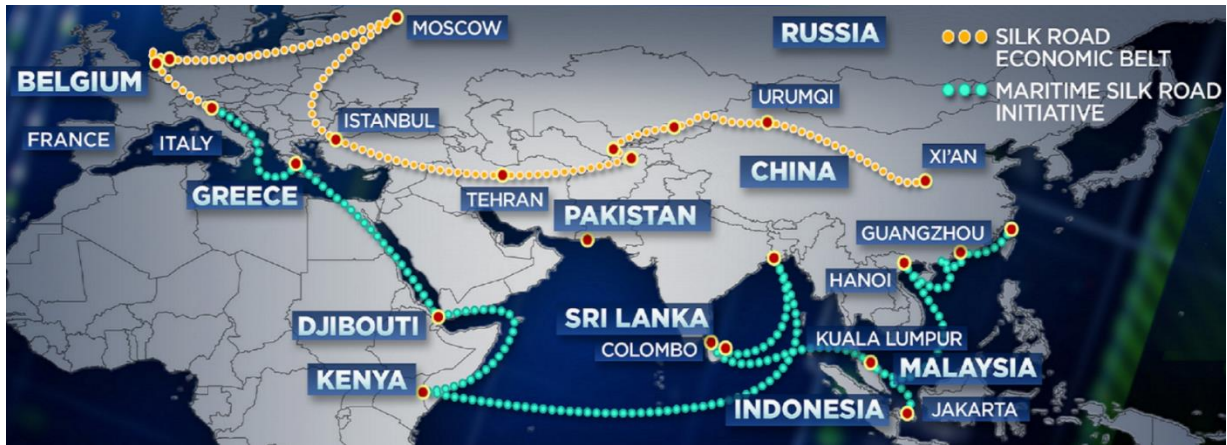 MOSCOW
RUSSIA
SILK ROAD
ECONOMIC BELT
BELGIUM
URUMQI
MARITIME SILK ROAD
INITIATIVE
FRANCE
ITALY
ISTANBUL
XI'AN
CHINA
GREECE
TEHRAN
PAKISTAN
GUANGZHOU
HANOI
DJIBOUTI
SRI LANKA
COLOMBO
KUALA LUMPUR
KENYA
MALAYSIA
INDONESIA
JAKARTA